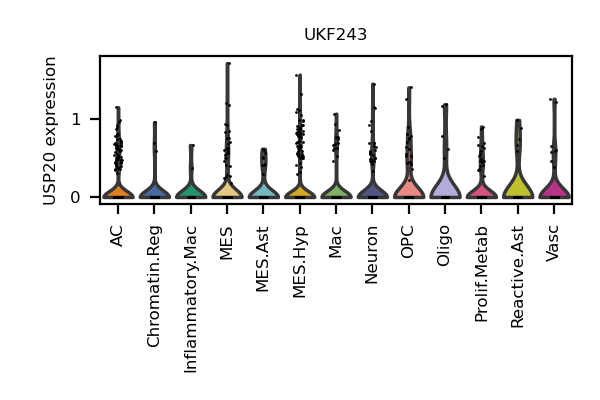 UKF243
USP20 expression
1
0
AC
Chromatin.Reg
Inflammatory.Mac
MES
MES.Ast
MES.Hyp
Mac
Neuron
OPC
Oligo
Prolif.Metab
Reactive.Ast
Vasc